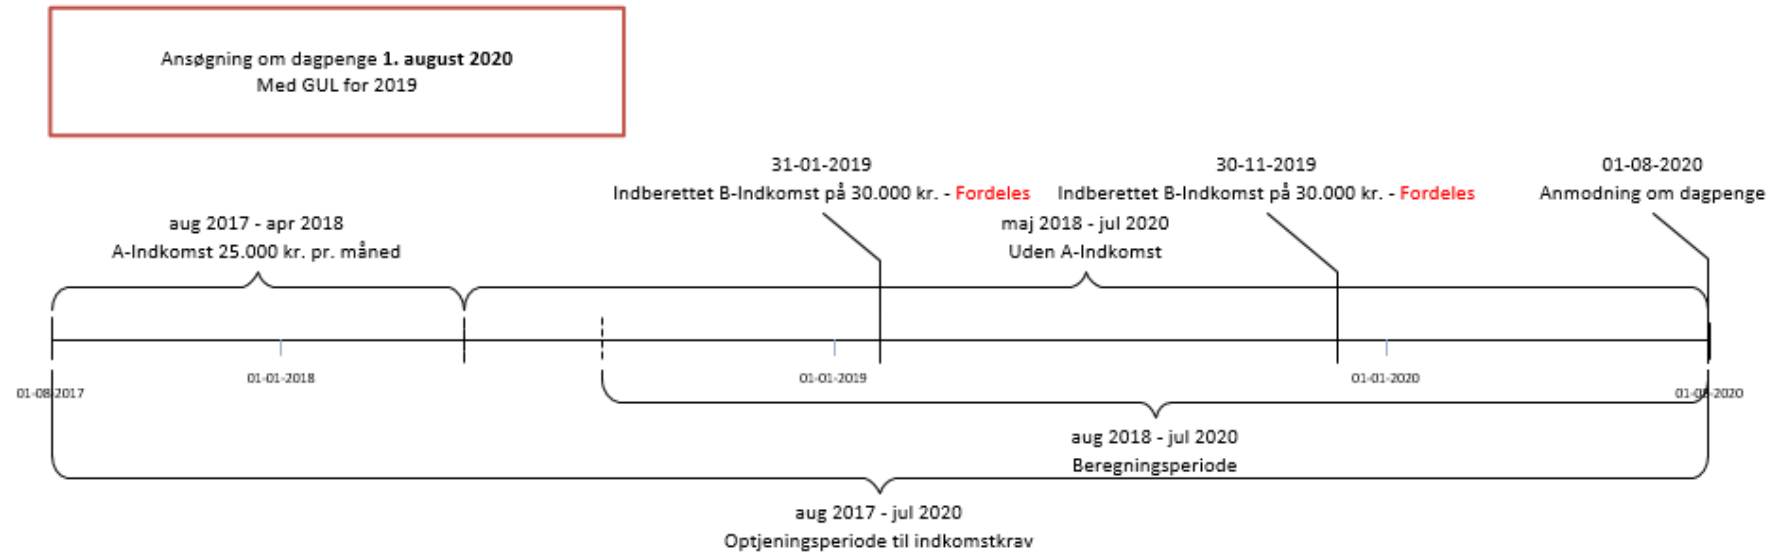 Ansøgning om dagpenge 1. august 2020
Med GUL for 2019
31-01-2019
Indberettet B-Indkomst på 30.000 kr. - Fordeles
30-11-2019
Indberettet B-Indkomst på 30.000 kr. - Fordeles
01-08-2020
Anmodning om dagpenge
aug 2017 - apr 2018
A-Indkomst 25.000 kr. pr. måned
maj 2018 - jul 2020
Uden A-Indkomst
01-08-2017
01-01-2018
01-01-2019
01-01-2020
01-08-2020
aug 2018 - jul 2020
Beregningsperiode
aug 2017 - jul 2020
Optjeningsperiode til indkomstkrav